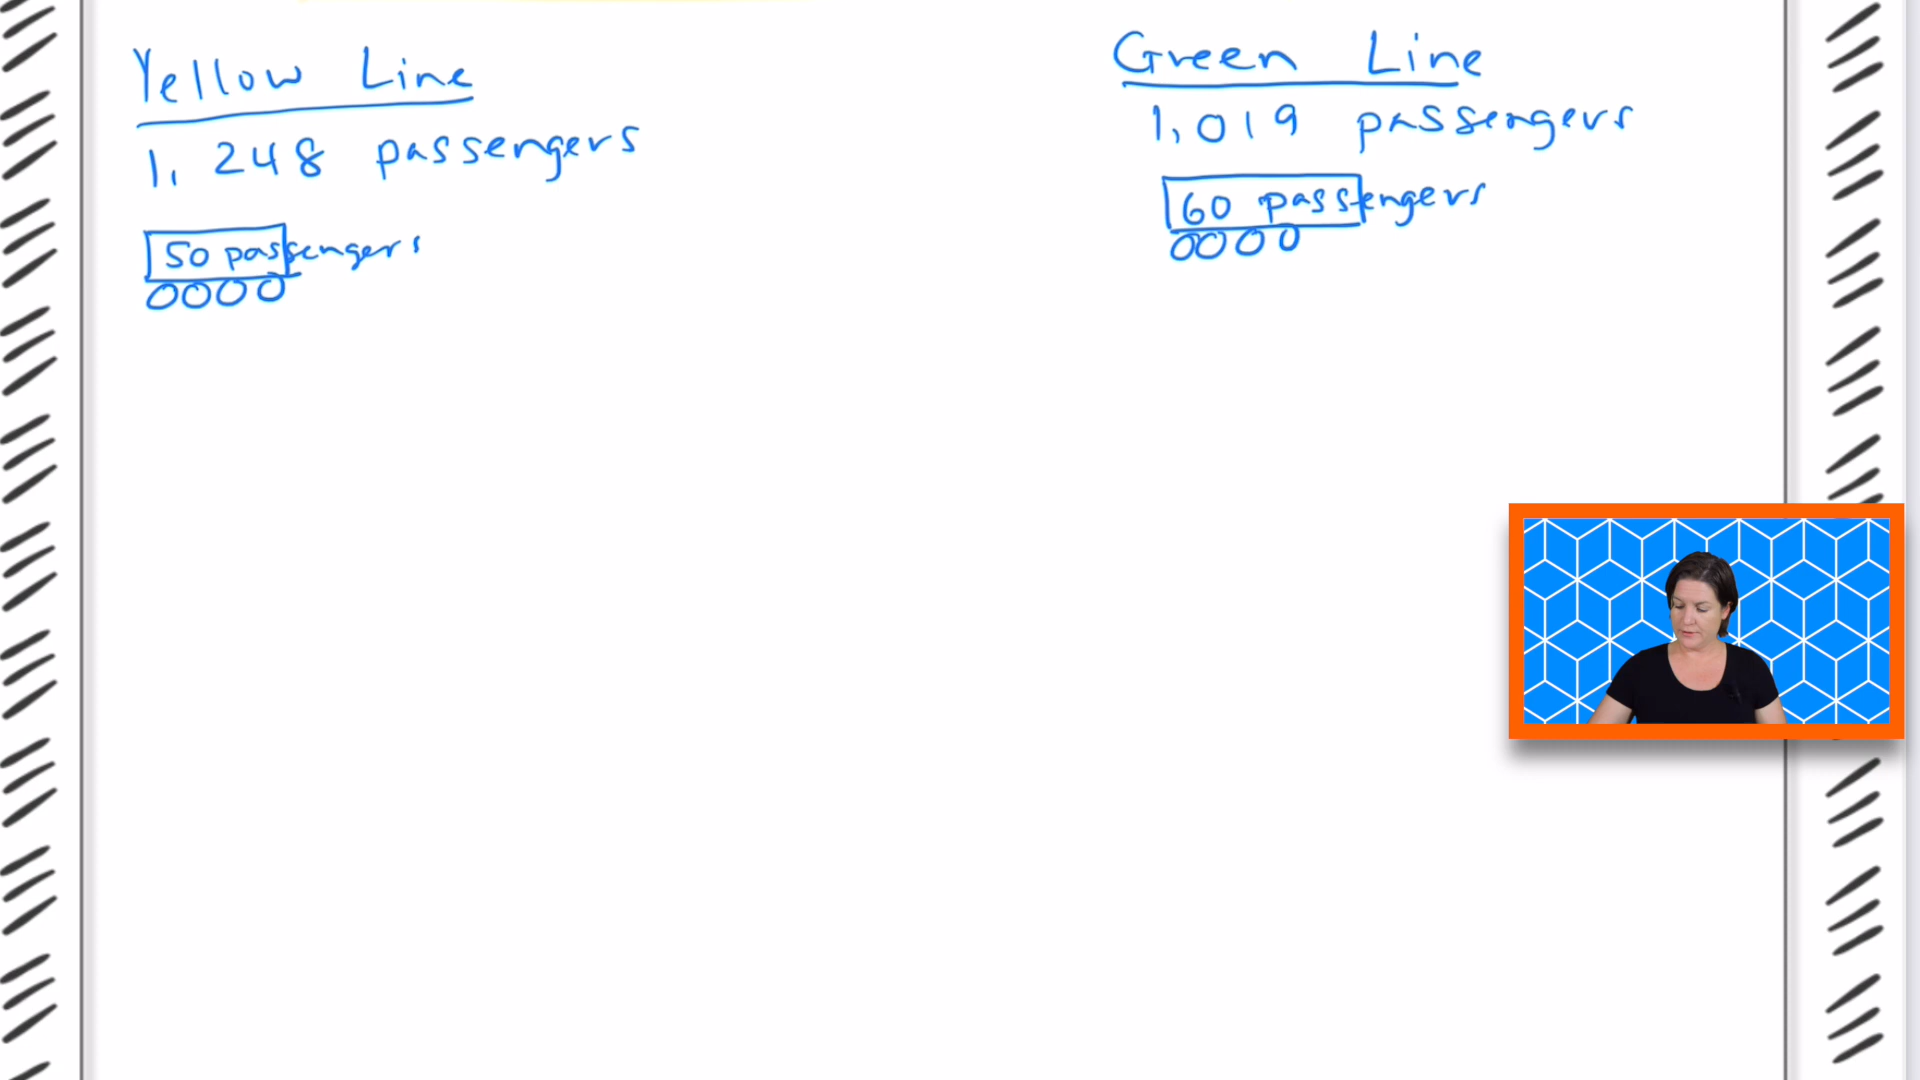 Yellow Line
1,248 passengers
50 passengers
Green Line
1,019 passengers
60 passengers